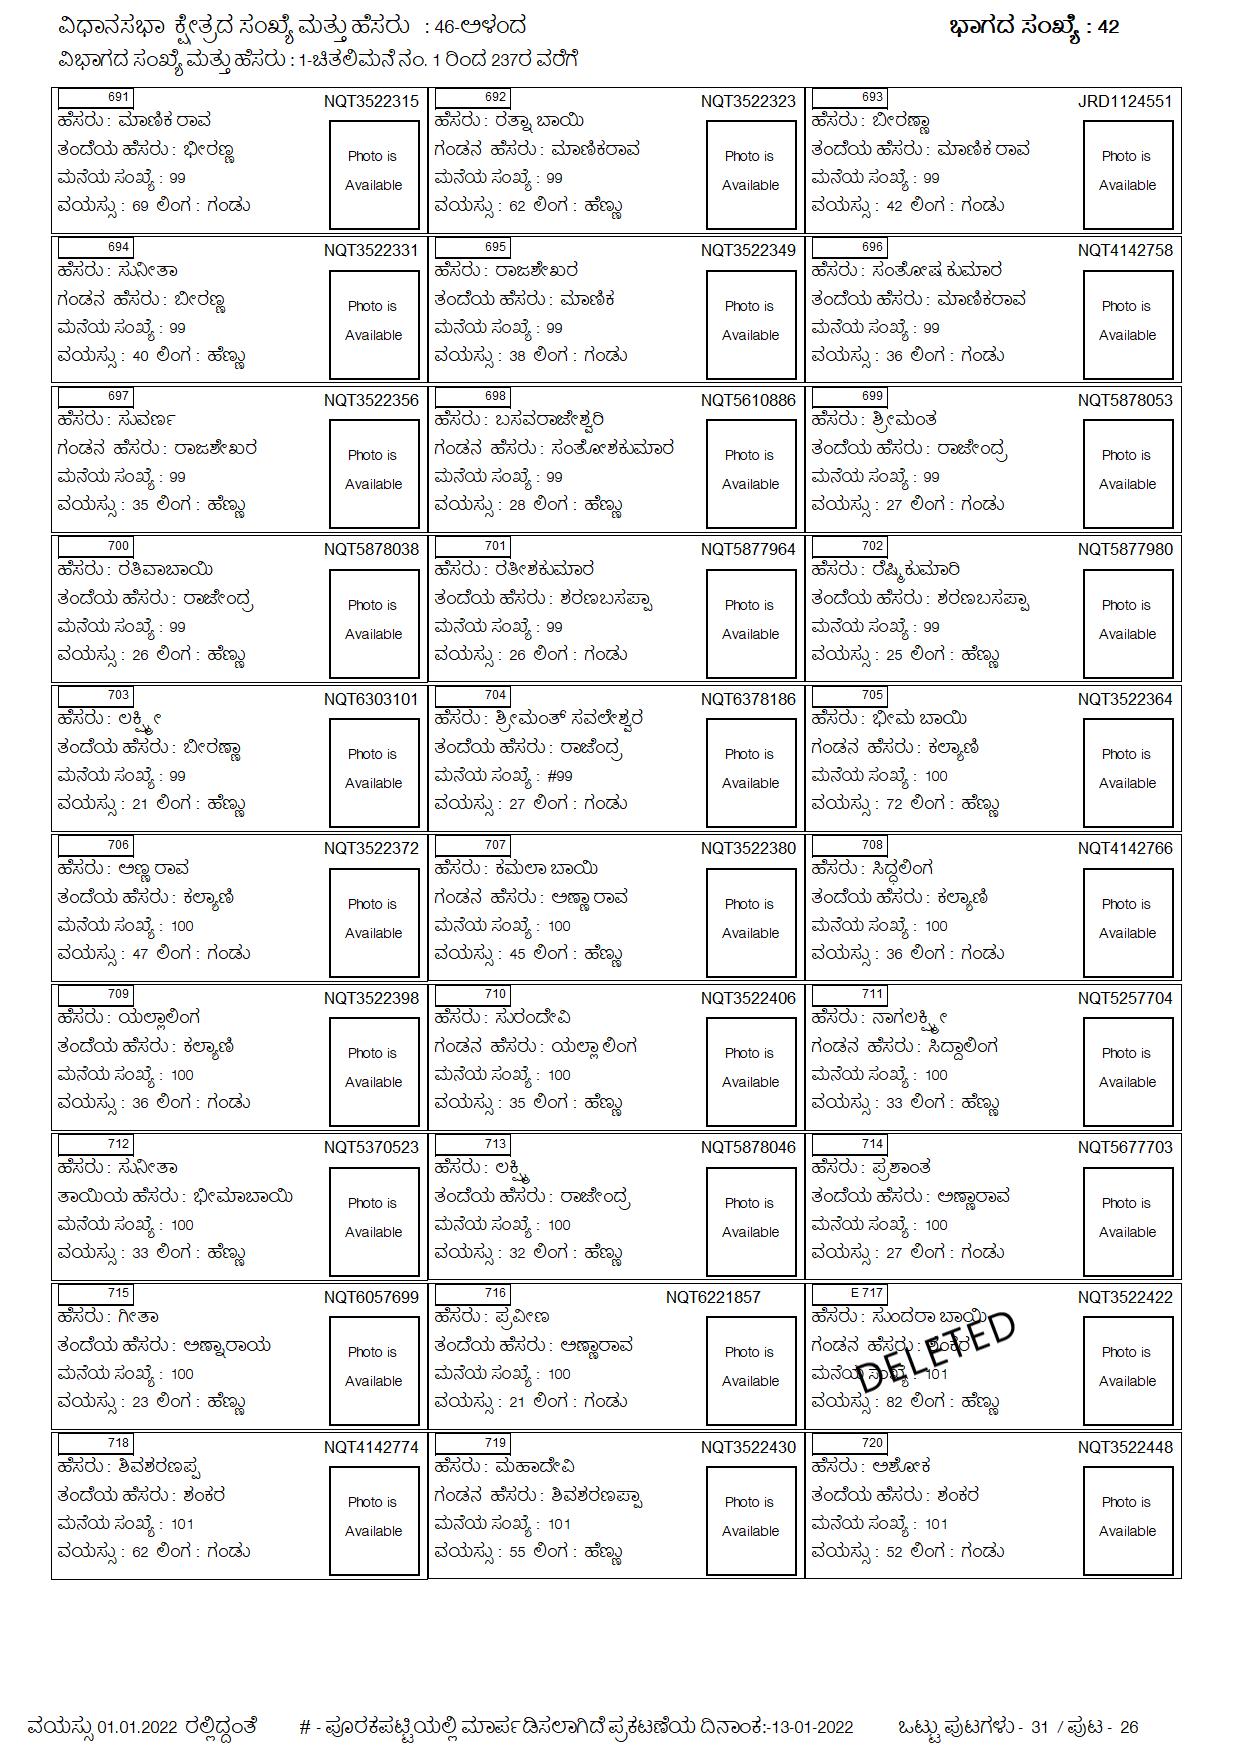 ವಿಧಾನಸಭಾ ಕ್ಷೇತ್ರದ ಸಂಖ್ಯೆ ಮತ್ತು ಹೆಸರು : 46-ಅಳಂದ ಭಾಗದ ಸಂಖ್ಯೆ : 42
ವಿಭಾಗದ ಸಂಖ್ಯೆ ಮತ್ತು ಹೆಸರು : 1-ಚಿತಲಿಮನೆ ನಂ. 1 ರಿಂದ 237ರ ವರೆಗೆ
691 NQT3522315
ಹೆಸರು : ಮಾಣಿಕ ರಾವ
ತಂದೆಯ ಹೆಸರು : ಭೀರಣ್ಣ
ಮನೆಯ ಸಂಖ್ಯೆ : 99
ವಯಸ್ಸು : 69 ಲಿಂಗ : ಗಂಡು
Photo is
Available
692 NQT3522323
ಹೆಸರು : ರತ್ನಾ ಬಾಯಿ
ಗಂಡನ ಹೆಸರು : ಮಾಣಿಕರಾವ
ಮನೆಯ ಸಂಖ್ಯೆ : 99
ವಯಸ್ಸು : 62 ಲಿಂಗ : ಹೆಣ್ಣು
Photo is
Available
693 JRD1124551
ಹೆಸರು : ಬೀರಣ್ಣಾ
ತಂದೆಯ ಹೆಸರು : ಮಾಣಿಕ ರಾವ
ಮನೆಯ ಸಂಖ್ಯೆ : 99
ವಯಸ್ಸು : 42 ಲಿಂಗ : ಗಂಡು
Photo is
Available
694 NQT3522331
ಹೆಸರು : ಸುನೀತಾ
ಗಂಡನ ಹೆಸರು : ಬೀರಣ್ಣ
ಮನೆಯ ಸಂಖ್ಯೆ : 99
ವಯಸ್ಸು : 40 ಲಿಂಗ : ಹೆಣ್ಣು
Photo is
Available
695 NQT3522349
ಹೆಸರು : ರಾಜಶೇಖರ
ತಂದೆಯ ಹೆಸರು : ಮಾಣಿಕ
ಮನೆಯ ಸಂಖ್ಯೆ : 99
ವಯಸ್ಸು : 38 ಲಿಂಗ : ಗಂಡು
Photo is
Available
696 NQT4142758
ಹೆಸರು : ಸಂತೋಷ ಕುಮಾರ
ತಂದೆಯ ಹೆಸರು : ಮಾಣಿಕರಾವ
ಮನೆಯ ಸಂಖ್ಯೆ : 99
ವಯಸ್ಸು : 36 ಲಿಂಗ : ಗಂಡು
Photo is
Available
697 NQT3522356
ಹೆಸರು : ಸುವರ್ಣ
ಗಂಡನ ಹೆಸರು : ರಾಜಶೇಖರ
ಮನೆಯ ಸಂಖ್ಯೆ : 99
ವಯಸ್ಸು : 35 ಲಿಂಗ : ಹೆಣ್ಣು
Photo is
Available
698 NQT5610886
ಹೆಸರು : ಬಸವರಾಜೇಶ್ವರಿ
ಗಂಡನ ಹೆಸರು : ಸಂತೋಶಕುಮಾರ
ಮನೆಯ ಸಂಖ್ಯೆ : 99
ವಯಸ್ಸು : 28 ಲಿಂಗ : ಹೆಣ್ಣು
Photo is
Available
699 NQT5878053
ಹೆಸರು : ಶ್ರೀಮಂತ
ತಂದೆಯ ಹೆಸರು : ರಾಜೇಂದ್ರ
ಮನೆಯ ಸಂಖ್ಯೆ : 99
ವಯಸ್ಸು : 27 ಲಿಂಗ : ಗಂಡು
Photo is
Available
700 NQT5878038
ಹೆಸರು : ರತಿವಾಬಾಯಿ
ತಂದೆಯ ಹೆಸರು : ರಾಜೇಂದ್ರ
ಮನೆಯ ಸಂಖ್ಯೆ : 99
ವಯಸ್ಸು : 26 ಲಿಂಗ : ಹೆಣ್ಣು
Photo is
Available
701 NQT5877964
ಹೆಸರು : ರತೀಶಕುಮಾರ
ತಂದೆಯ ಹೆಸರು : ಶರಣಬಸಪ್ಪಾ
ಮನೆಯ ಸಂಖ್ಯೆ : 99
ವಯಸ್ಸು : 26 ಲಿಂಗ : ಗಂಡು
Photo is
Available
702 NQT5877980
ಹೆಸರು : ರೆಷ್ಮಿಕುಮಾರಿ
ತಂದೆಯ ಹೆಸರು : ಶರಣಬಸಪ್ಪಾ
ಮನೆಯ ಸಂಖ್ಯೆ : 99
ವಯಸ್ಸು : 25 ಲಿಂಗ : ಹೆಣ್ಣು
Photo is
Available
703 NQT6303101
ಹೆಸರು : ಲಕ್ಷ್ಮೀ
ತಂದೆಯ ಹೆಸರು : ಬೀರಣ್ಣಾ
ಮನೆಯ ಸಂಖ್ಯೆ : 99
ವಯಸ್ಸು : 21 ಲಿಂಗ : ಹೆಣ್ಣು
Photo is
Available
704 NQT6378186
ಹೆಸರು : ಶ್ರೀಮಂತ್ ಸವಲೇಶ್ವರ
ತಂದೆಯ ಹೆಸರು : ರಾಜೆಂದ್ರ
ಮನೆಯ ಸಂಖ್ಯೆ : #99
ವಯಸ್ಸು : 27 ಲಿಂಗ : ಗಂಡು
Photo is
Available
705 NQT3522364
ಹೆಸರು : ಭೀಮ ಬಾಯಿ
ಗಂಡನ ಹೆಸರು : ಕಲ್ಯಾಣಿ
ಮನೆಯ ಸಂಖ್ಯೆ : 100
ವಯಸ್ಸು : 72 ಲಿಂಗ : ಹೆಣ್ಣು
Photo is
Available
706 NQT3522372
ಹೆಸರು : ಅಣ್ಣ ರಾವ
ತಂದೆಯ ಹೆಸರು : ಕಲ್ಯಾಣಿ
ಮನೆಯ ಸಂಖ್ಯೆ : 100
ವಯಸ್ಸು : 47 ಲಿಂಗ : ಗಂಡು
Photo is
Available
707 NQT3522380
ಹೆಸರು : ಕಮಲಾ ಬಾಯಿ
ಗಂಡನ ಹೆಸರು : ಅಣ್ಣಾ ರಾವ
ಮನೆಯ ಸಂಖ್ಯೆ : 100
ವಯಸ್ಸು : 45 ಲಿಂಗ : ಹೆಣ್ಣು
Photo is
Available
708 NQT4142766
ಹೆಸರು : ಸಿದ್ಧಲಿಂಗ
ತಂದೆಯ ಹೆಸರು : ಕಲ್ಯಾಣಿ
ಮನೆಯ ಸಂಖ್ಯೆ : 100
ವಯಸ್ಸು : 36 ಲಿಂಗ : ಗಂಡು
Photo is
Available
709 NQT3522398
ಹೆಸರು : ಯಲ್ಲಾಲಿಂಗ
ತಂದೆಯ ಹೆಸರು : ಕಲ್ಯಾಣಿ
ಮನೆಯ ಸಂಖ್ಯೆ : 100
ವಯಸ್ಸು : 36 ಲಿಂಗ : ಗಂಡು
Photo is
Available
710 NQT3522406
ಹೆಸರು : ಸುರಂದೇವಿ
ಗಂಡನ ಹೆಸರು : ಯಲ್ಲಾ ಲಿಂಗ
ಮನೆಯ ಸಂಖ್ಯೆ : 100
ವಯಸ್ಸು : 35 ಲಿಂಗ : ಹೆಣ್ಣು
Photo is
Available
711 NQT5257704
ಹೆಸರು : ನಾಗಲಕ್ಷ್ಮೀ
ಗಂಡನ ಹೆಸರು : ಸಿದ್ದಾಲಿಂಗ
ಮನೆಯ ಸಂಖ್ಯೆ : 100
ವಯಸ್ಸು : 33 ಲಿಂಗ : ಹೆಣ್ಣು
Photo is
Available
712 NQT5370523
ಹೆಸರು : ಸುನೀತಾ
ತಾಯಿಯ ಹೆಸರು : ಭೀಮಾಬಾಯಿ
ಮನೆಯ ಸಂಖ್ಯೆ : 100
ವಯಸ್ಸು : 33 ಲಿಂಗ : ಹೆಣ್ಣು
Photo is
Available
713 NQT5878046
ಹೆಸರು : ಲಕ್ಷ್ಮಿ
ತಂದೆಯ ಹೆಸರು : ರಾಜೇಂದ್ರ
ಮನೆಯ ಸಂಖ್ಯೆ : 100
ವಯಸ್ಸು : 32 ಲಿಂಗ : ಹೆಣ್ಣು
Photo is
Available
714 NQT5677703
ಹೆಸರು : ಪ್ರಶಾಂತ
ತಂದೆಯ ಹೆಸರು : ಅಣ್ಣಾರಾವ
ಮನೆಯ ಸಂಖ್ಯೆ : 100
ವಯಸ್ಸು : 27 ಲಿಂಗ : ಗಂಡು
Photo is
Available
715 NQT6057699
ಹೆಸರು : ಗೀತಾ
ತಂದೆಯ ಹೆಸರು : ಆಣ್ನಾರಾಯ
ಮನೆಯ ಸಂಖ್ಯೆ : 100
ವಯಸ್ಸು : 23 ಲಿಂಗ : ಹೆಣ್ಣು
Photo is
Available
716 NQT6221857
ಹೆಸರು : ಪ್ರವೀಣ
ತಂದೆಯ ಹೆಸರು : ಅಣ್ಣಾರಾವ
ಮನೆಯ ಸಂಖ್ಯೆ : 100
ವಯಸ್ಸು : 21 ಲಿಂಗ : ಗಂಡು
Photo is
Available
E 717 NQT3522422
ಹೆಸರು : ಸುಂದರಾ ಬಾಯಿ
ಗಂಡನ ಹೆಸರು : ಶಂಕರ
ಮನೆಯ ಸಂಖ್ಯೆ : 101
ವಯಸ್ಸು : 82 ಲಿಂಗ : ಹೆಣ್ಣು
DELETED
Photo is
Available
718 NQT4142774
ಹೆಸರು : ಶಿವಶರಣಪ್ಪ
ತಂದೆಯ ಹೆಸರು : ಶಂಕರ
ಮನೆಯ ಸಂಖ್ಯೆ : 101
ವಯಸ್ಸು : 62 ಲಿಂಗ : ಗಂಡು
Photo is
Available
719 NQT3522430
ಹೆಸರು : ಮಹಾದೇವಿ
ಗಂಡನ ಹೆಸರು : ಶಿವಶರಣಪ್ಪಾ
ಮನೆಯ ಸಂಖ್ಯೆ : 101
ವಯಸ್ಸು : 55 ಲಿಂಗ : ಹೆಣ್ಣು
Photo is
Available
720 NQT3522448
ಹೆಸರು : ಅಶೋಕ
ತಂದೆಯ ಹೆಸರು : ಶಂಕರ
ಮನೆಯ ಸಂಖ್ಯೆ : 101
ವಯಸ್ಸು : 52 ಲಿಂಗ : ಗಂಡು
Photo is
Available
ವಯಸ್ಸು 01.01.2022 ರಲ್ಲಿದ್ದಂತೆ # - ಪೂರಕಪಟ್ಟಿಯಲ್ಲಿ ಮಾರ್ಪಡಿಸಲಾಗಿದೆ ಪ್ರಕಟಣೆಯ ದಿನಾಂಕ:-13-01-2022 ಒಟ್ಟು ಪುಟಗಳು - 31 / ಪುಟ - 26